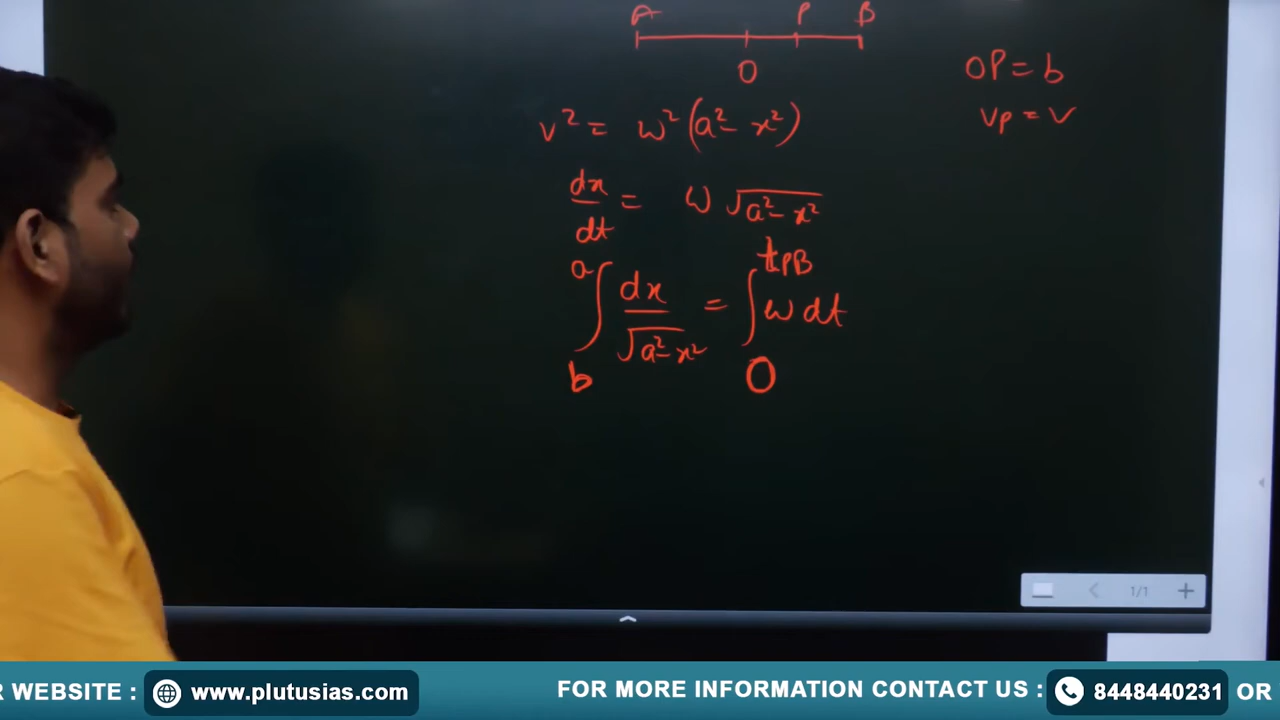 A P B
O
OP = b
v² = ω² (a² - x²)
Vp = V
dx/dt = ω √a² - x²
a∫b dx/√a² - x² = tPB∫0 ω dt
1/1
R WEBSITE : www.plutusias.com FOR MORE INFORMATION CONTACT US : 8448440231 OR